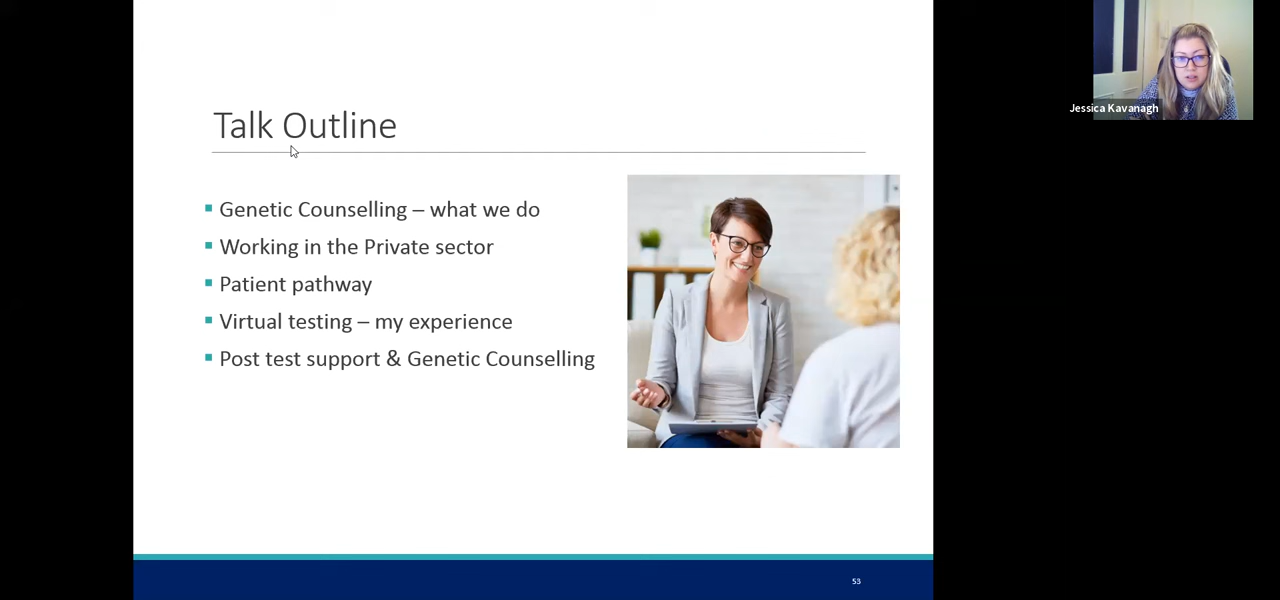 Talk Outline
Genetic Counselling – what we do
Working in the Private sector
Patient pathway
Virtual testing – my experience
Post test support & Genetic Counselling
53
Jessica Kavanagh